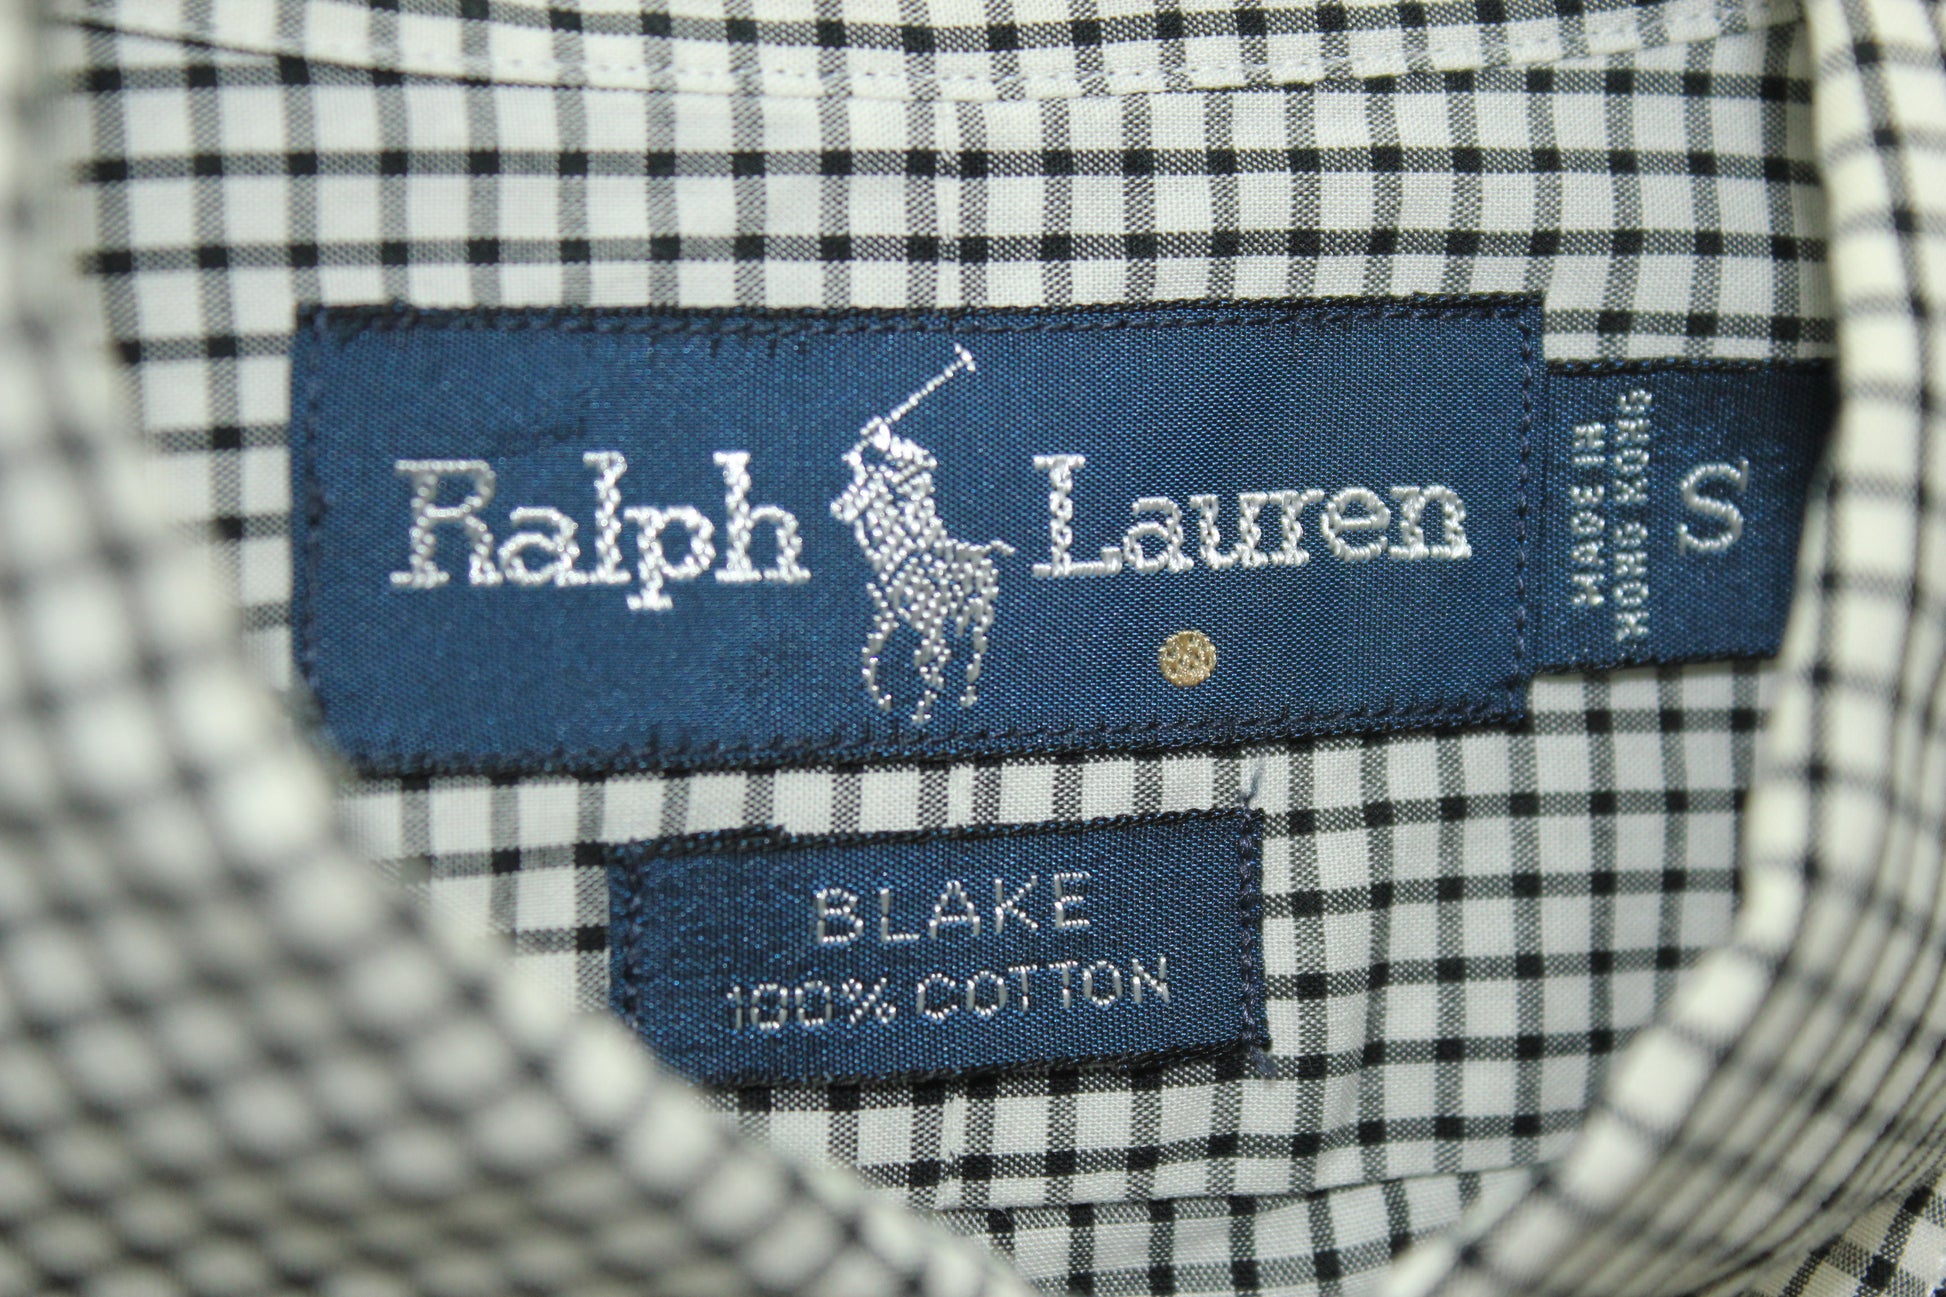 Ralph Lauren
MADE IN
HONG KONG
S
BLAKE
100% COTTON